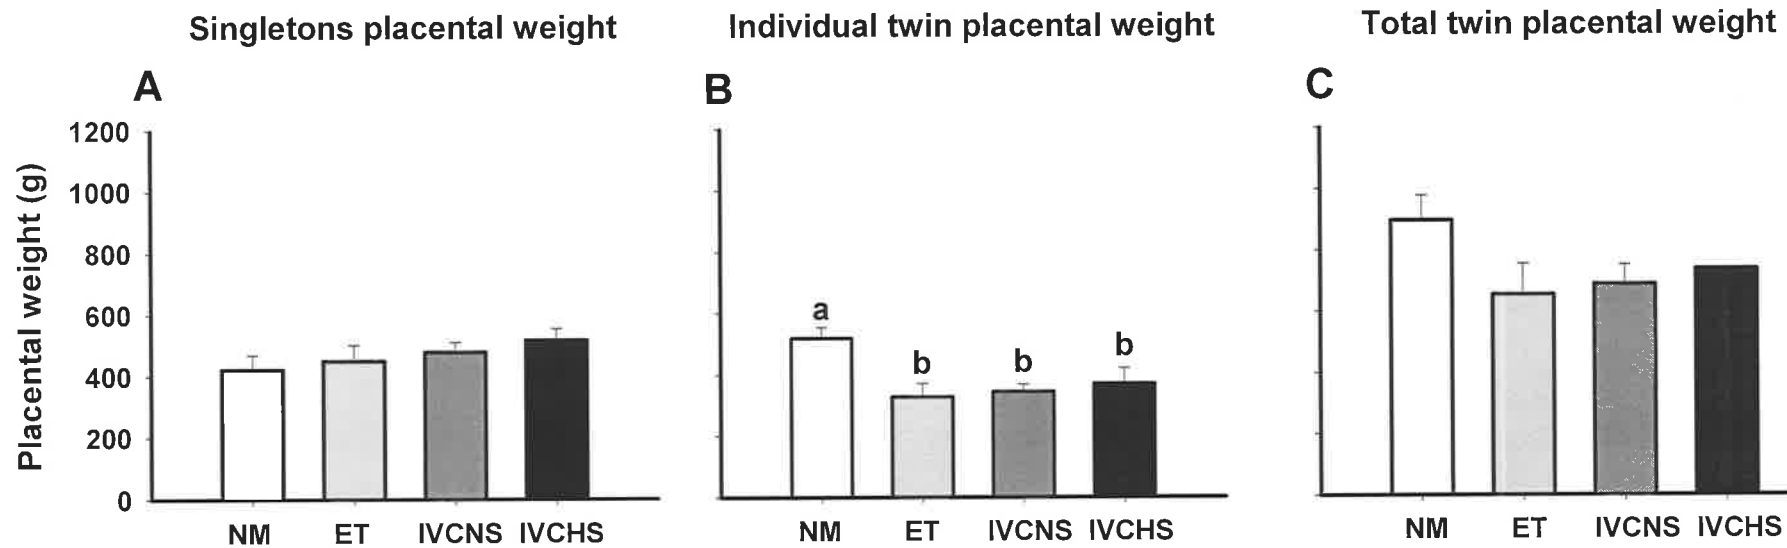 Singletons placental weight
Individual twin placental weight
Total twin placental weight
A
B
C
Placental weight (g)
1200
1000
800
600
400
200
0
a
b
b
b
NM ET IVCNS IVCHS
NM ET IVCNS IVCHS
NM ET IVCNS IVCHS